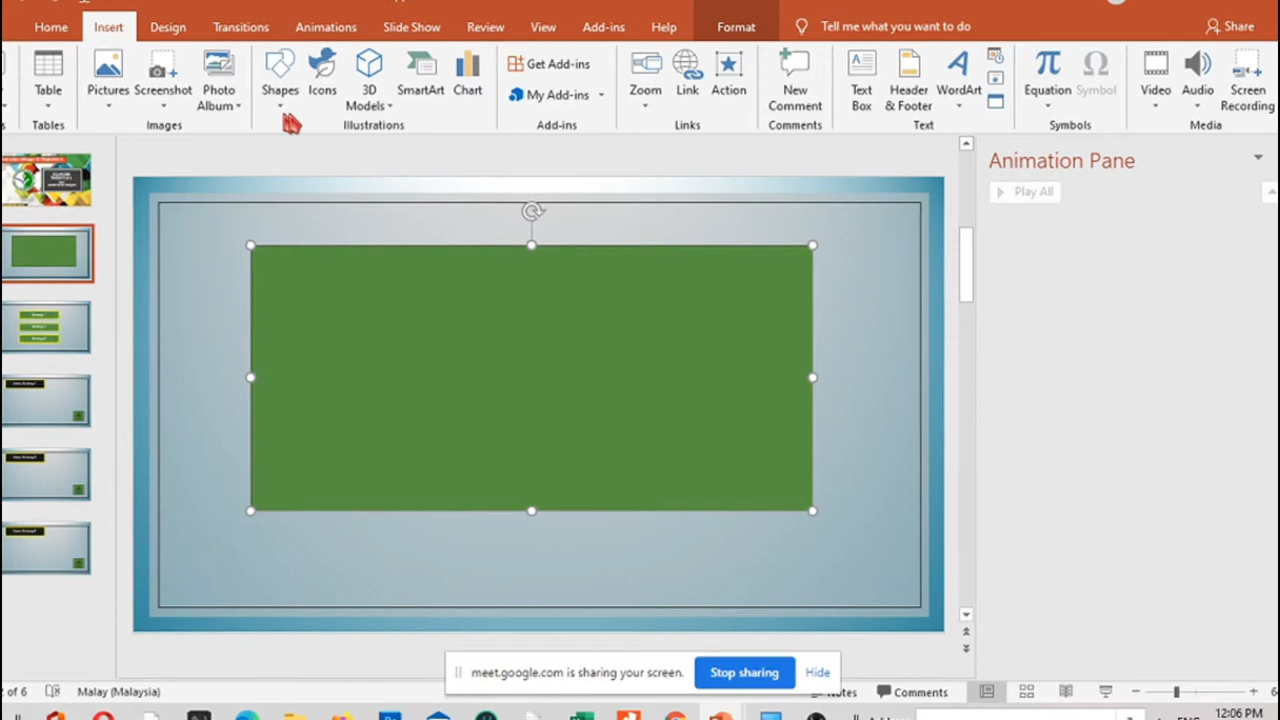 Home Insert Design Transitions Animations Slide Show Review View Add-ins Help Format Tell me what you want to do Share
Table
Pictures
Screenshot
Photo
Album
Shapes
Icons
3D
Models
SmartArt
Chart
Get Add-ins
My Add-ins
Zoom
Link
Action
New
Comment
Text
Box
Header
& Footer
WordArt
Equation
Symbol
Video
Audio
Screen
Recording
Tables Images Illustrations Add-ins Links Comments Text Symbols Media
Animation Pane
Play All
meet.google.com is sharing your screen. Stop sharing Hide
of 6 Malay (Malaysia) Notes Comments
12:06 PM